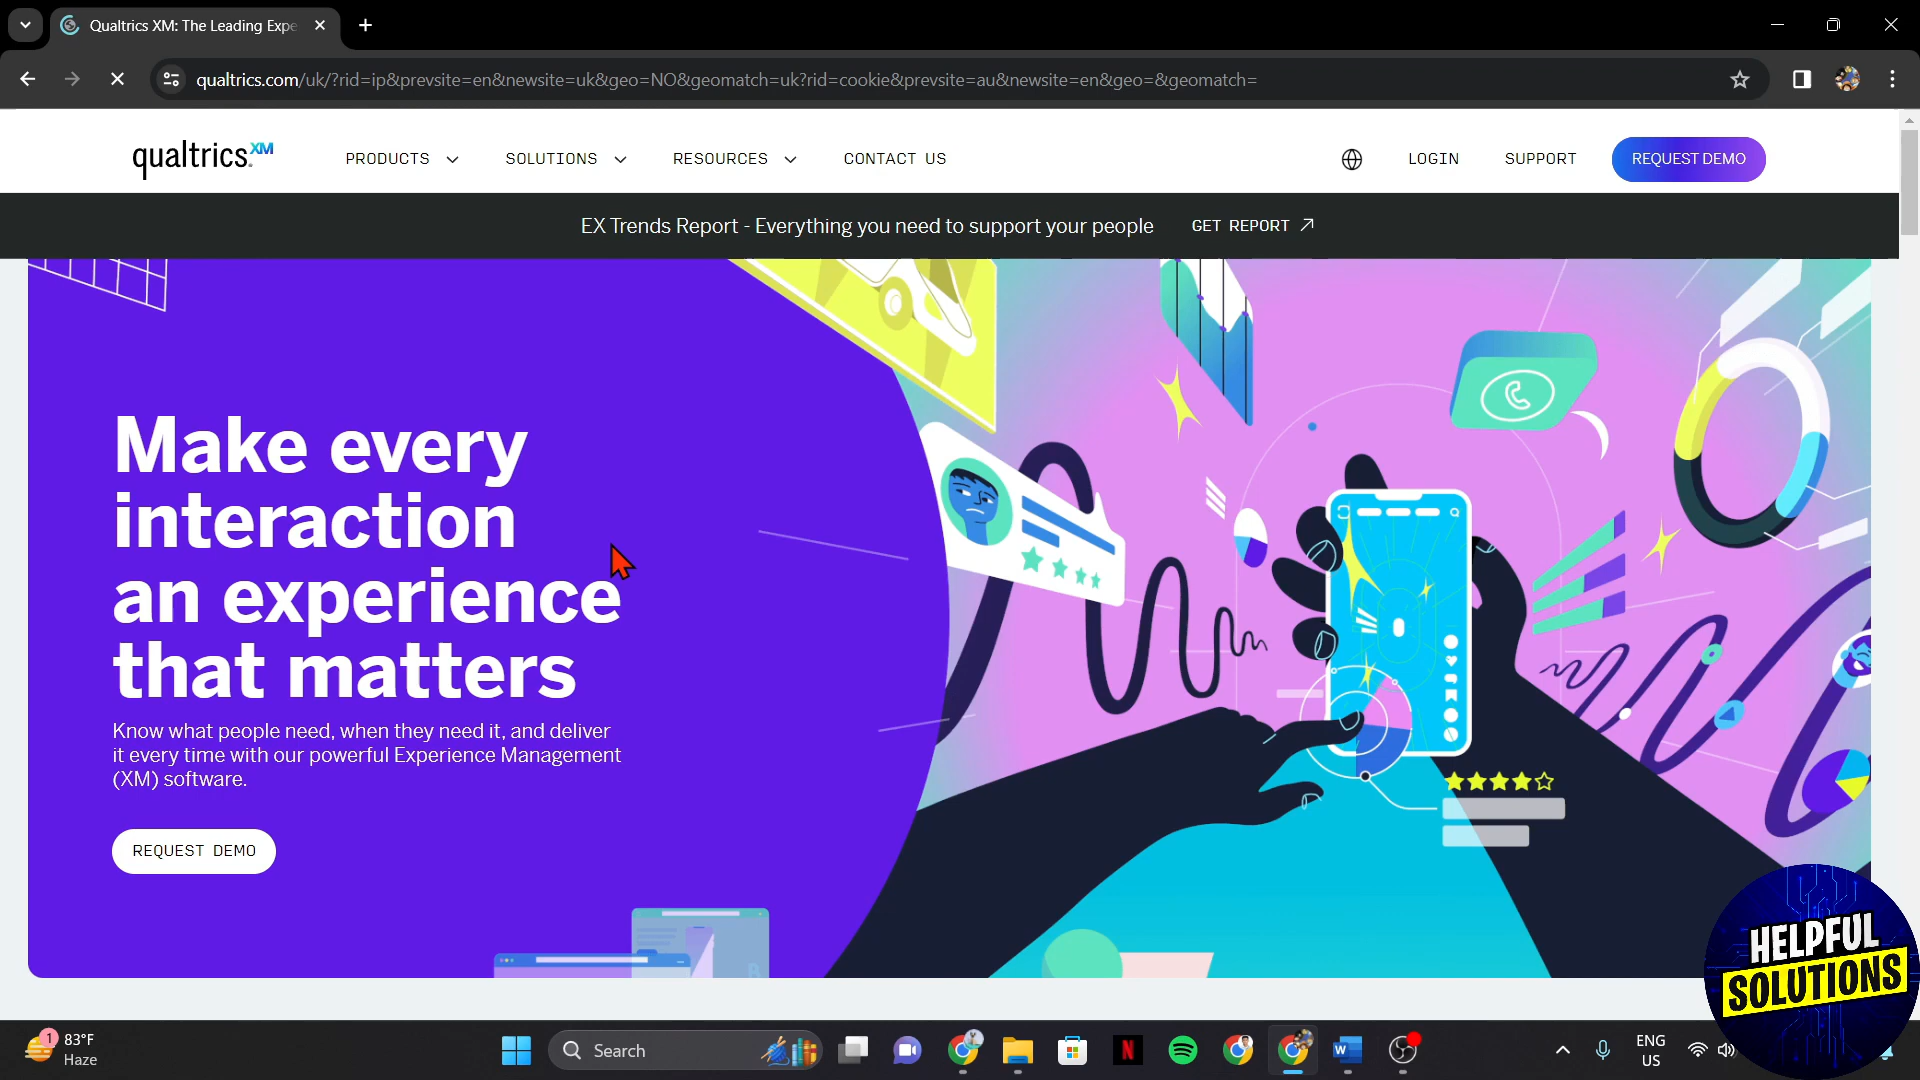 Qualtrics XM: The Leading Expe
qualtrics.com/uk/?rid=ip&prevsite=en&newsite=uk&geo=NO&geomatch=uk?rid=cookie&prevsite=au&newsite=en&geo=&geomatch=
qualtrics.XM
PRODUCTS
SOLUTIONS
RESOURCES
CONTACT US
LOGIN
SUPPORT
REQUEST DEMO
EX Trends Report - Everything you need to support your people
GET REPORT
Make every
interaction
an experience
that matters
Know what people need, when they need it, and deliver
it every time with our powerful Experience Management
(XM) software.
REQUEST DEMO
HELPFUL
SOLUTIONS
1
83°F
Haze
Search
N
W
ENG
US